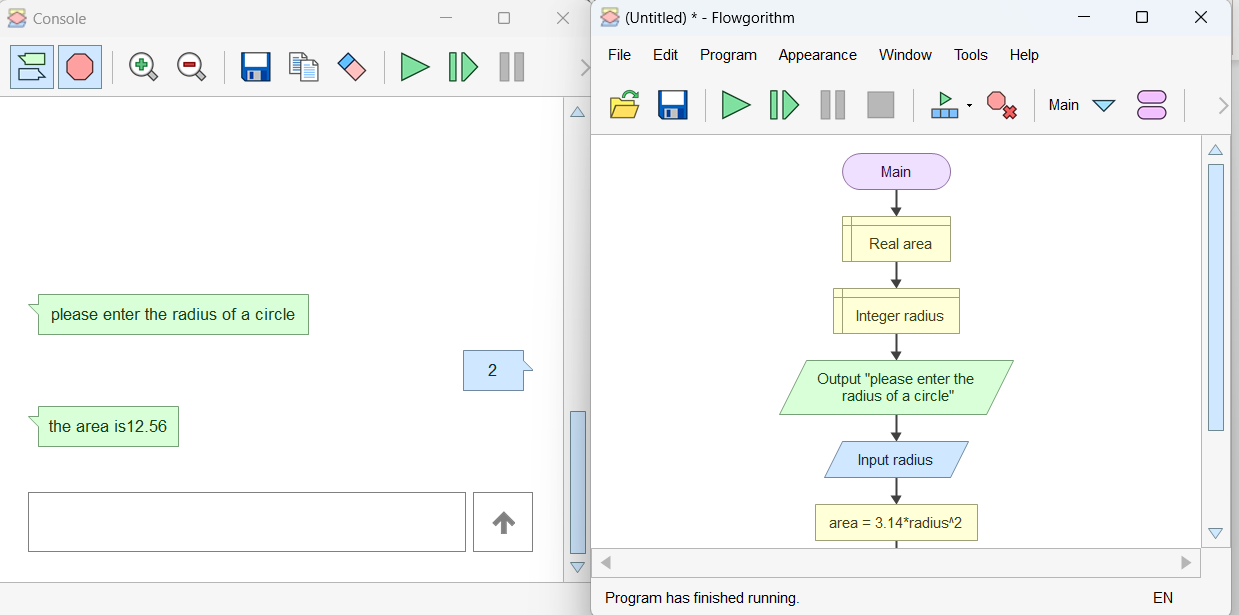 Console
please enter the radius of a circle
2
the area is12.56
(Untitled) * - Flowgorithm
File Edit Program Appearance Window Tools Help
Main
Main
Real area
Integer radius
Output "please enter the
radius of a circle"
Input radius
area = 3.14*radius^2
Program has finished running.
EN